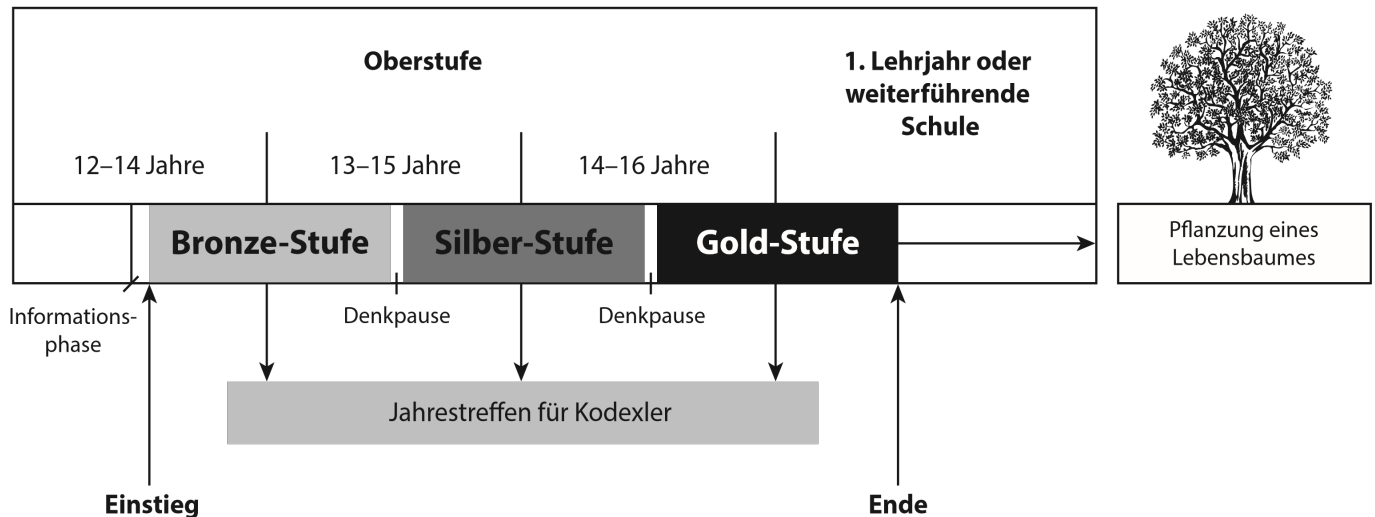 Oberstufe
1. Lehrjahr oder
weiterführende
Schule
12–14 Jahre
13–15 Jahre
14–16 Jahre
Bronze-Stufe
Silber-Stufe
Gold-Stufe
Pflanzung eines
Lebensbaumes
Informations-
phase
Denkpause
Denkpause
Jahrestreffen für Kodexler
Einstieg
Ende